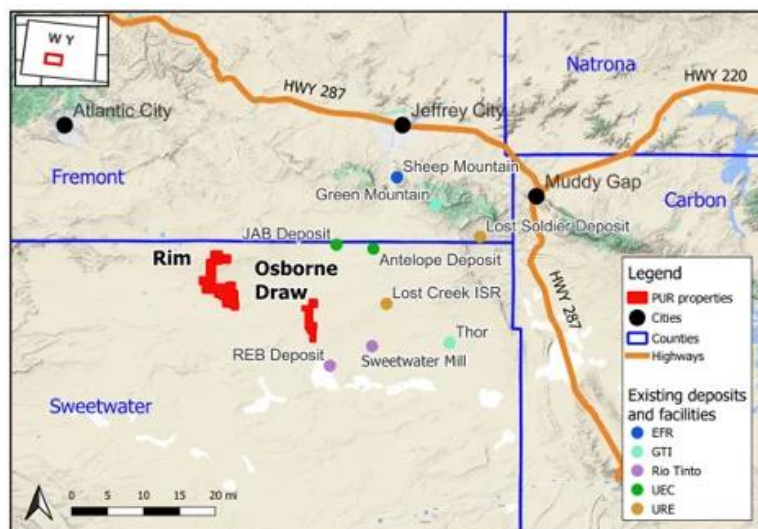 W Y
Natrona
HWY 220
HWY 287
Atlantic City
Jeffrey City
Sheep Mountain
Fremont
Green Mountain
Muddy Gap
Carbon
Lost Soldier Deposit
JAB Deposit
Rim
Osborne
Draw
Antelope Deposit
Lost Creek ISR
HWY 287
Thor
REB Deposit
Sweetwater Mill
Sweetwater
Legend
PUR properties
Cities
Counties
Highways
Existing deposits
and facilities
EFR
GTI
Rio Tinto
UEC
URE
0 5 10 15 20 mi